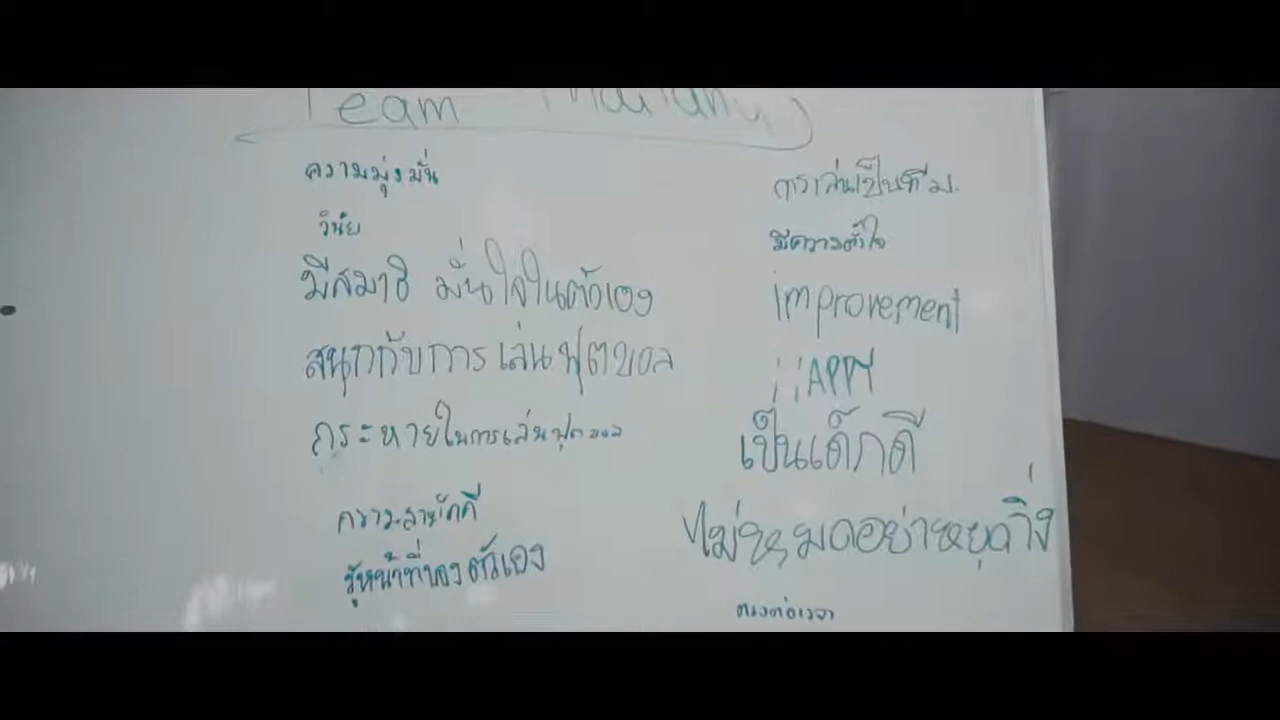 Team
ความมุ่งมั่น
วินัย
มีสมาธิ มั่นใจในตัวเอง
สนุกกับการเล่นฟุตบอล
กระหายในการเล่นฟุตบอล
ความสามัคคี
รู้หน้าที่ของตัวเอง
การเล่นเป็นทีม.
มีความตั้งใจ
improvement
HAPPY
เป็นเด็กดี
ไม่หมดอย่าหยุดวิ่ง
ตรงต่อเวลา